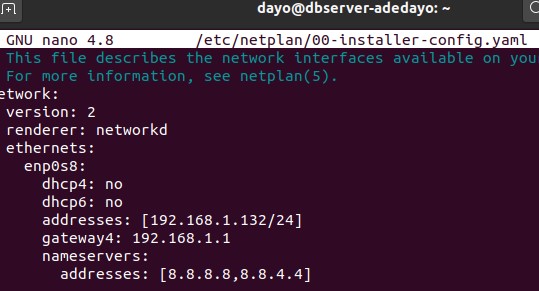 dayo@dbserver-adedayo: ~
GNU nano 4.8 /etc/netplan/00-installer-config.yaml
This file describes the network interfaces available on you
For more information, see netplan(5).
etwork:
version: 2
renderer: networkd
ethernets:
enp0s8:
dhcp4: no
dhcp6: no
addresses: [192.168.1.132/24]
gateway4: 192.168.1.1
nameservers:
addresses: [8.8.8.8,8.8.4.4]